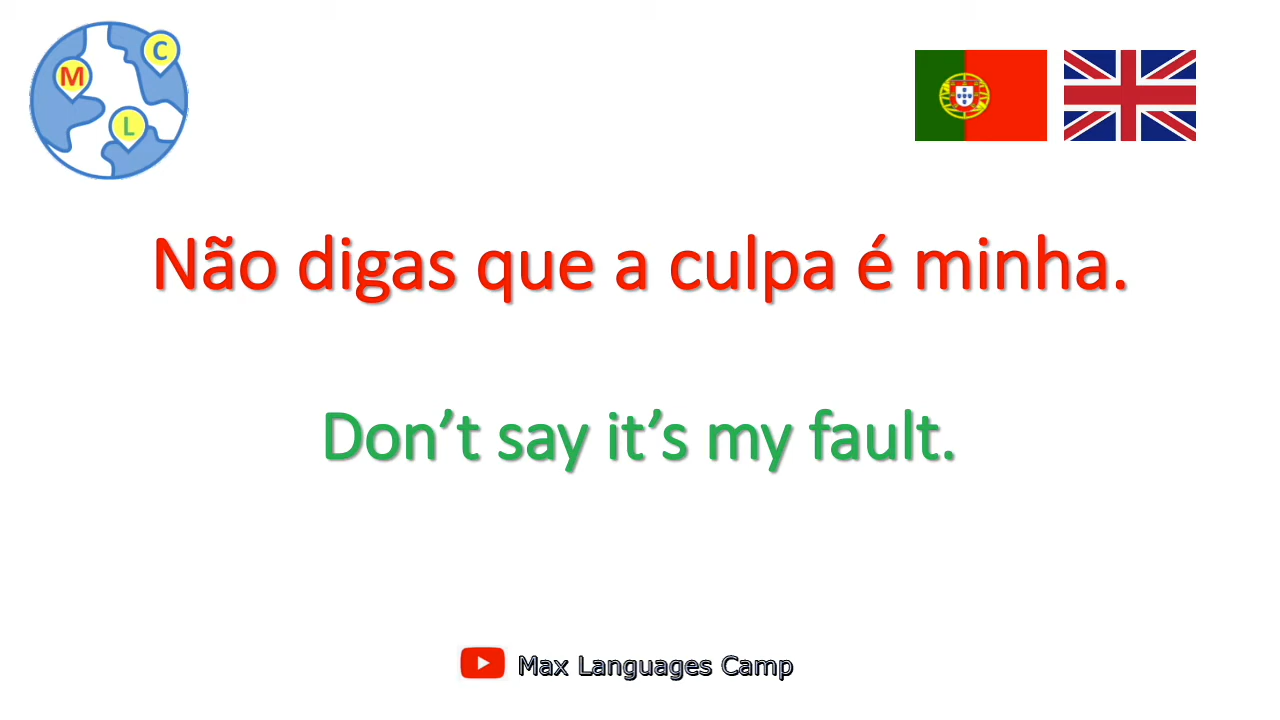 M
C
L
Não digas que a culpa é minha.
Don’t say it’s my fault.
Max Languages Camp